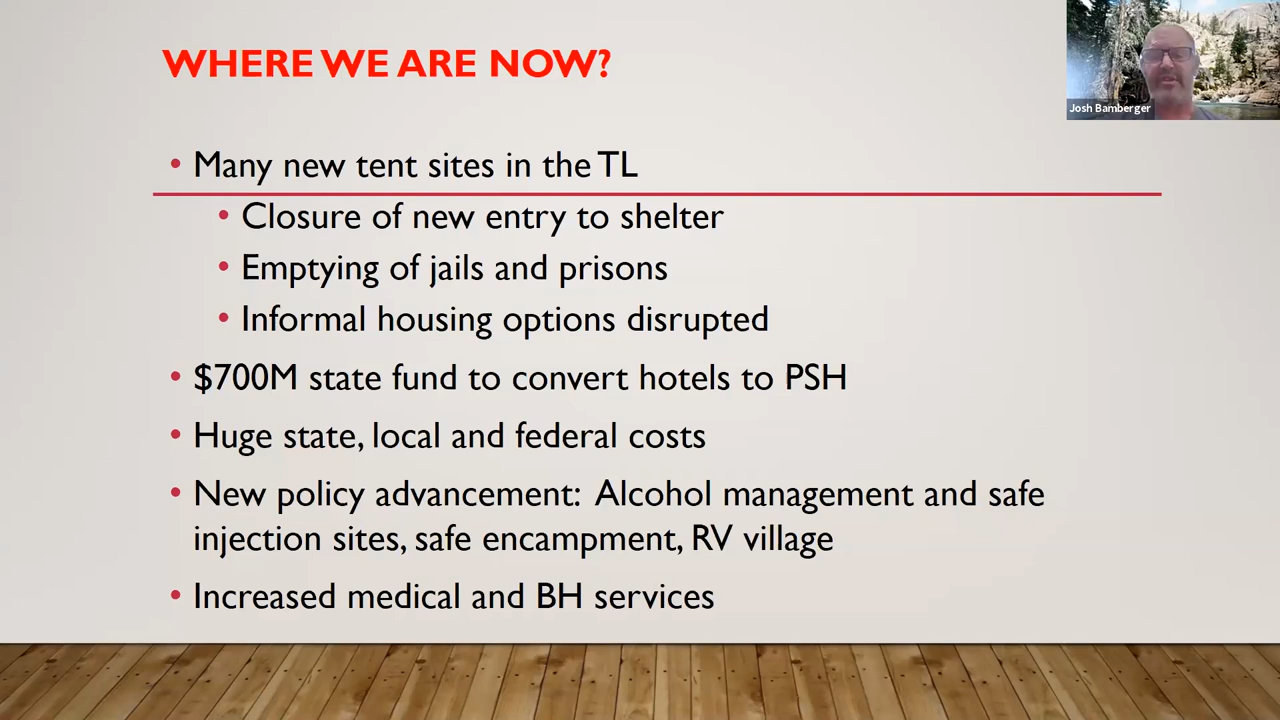 WHERE WE ARE NOW?
Josh Bamberger
• Many new tent sites in the TL
• Closure of new entry to shelter
• Emptying of jails and prisons
• Informal housing options disrupted
• $700M state fund to convert hotels to PSH
• Huge state, local and federal costs
• New policy advancement:  Alcohol management and safe
injection sites, safe encampment, RV village
• Increased medical and BH services